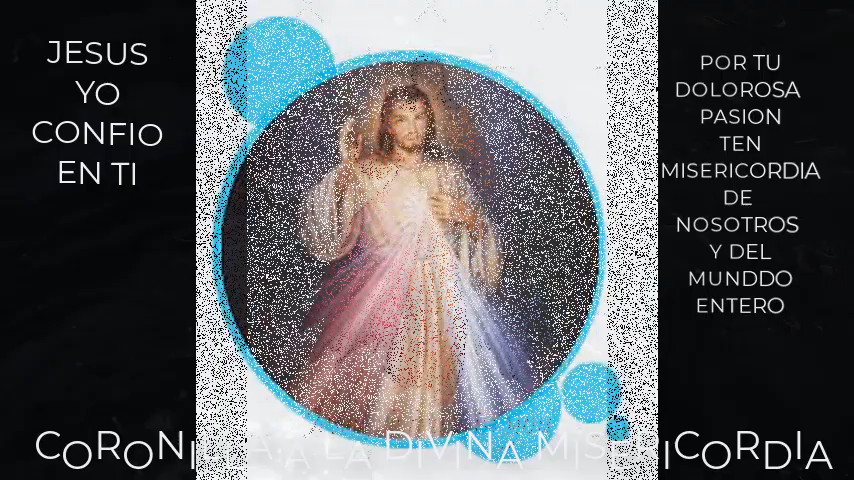 JESUS
YO
CONFIO
EN TI
POR TU
DOLOROSA
PASION
TEN
MISERICORDIA
DE
NOSOTROS
Y DEL
MUNDDO
ENTERO
CORONILLA A LA DIVINA MISERICORDIA